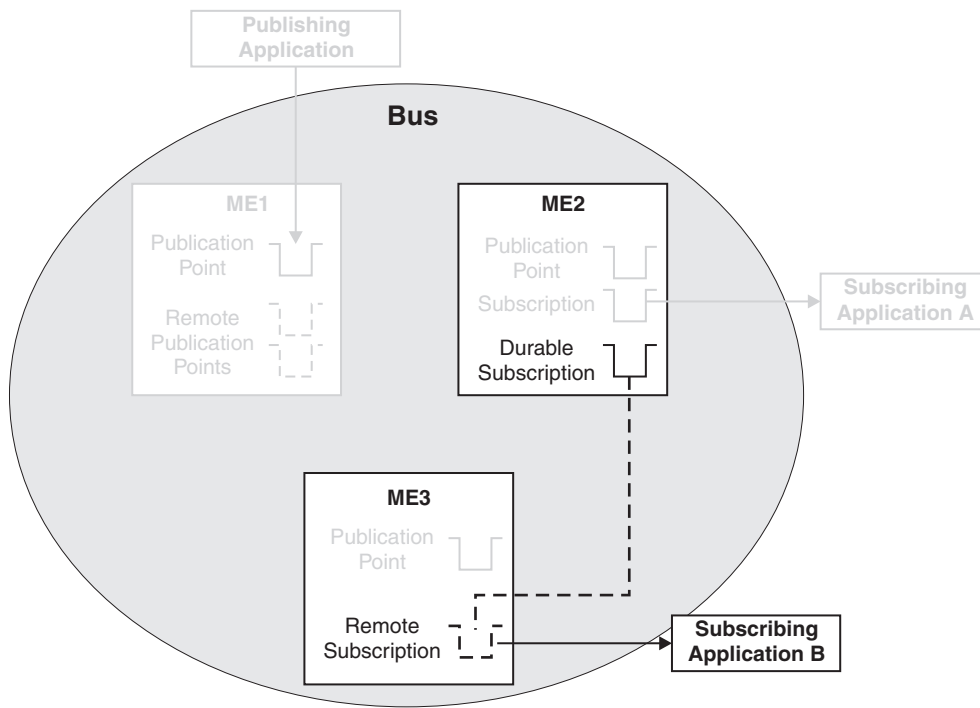 Publishing
Application
Bus
ME1
Publication
Point
Remote
Publication
Points
ME2
Publication
Point
Subscription
Durable
Subscription
Subscribing
Application A
ME3
Publication
Point
Remote
Subscription
Subscribing
Application B